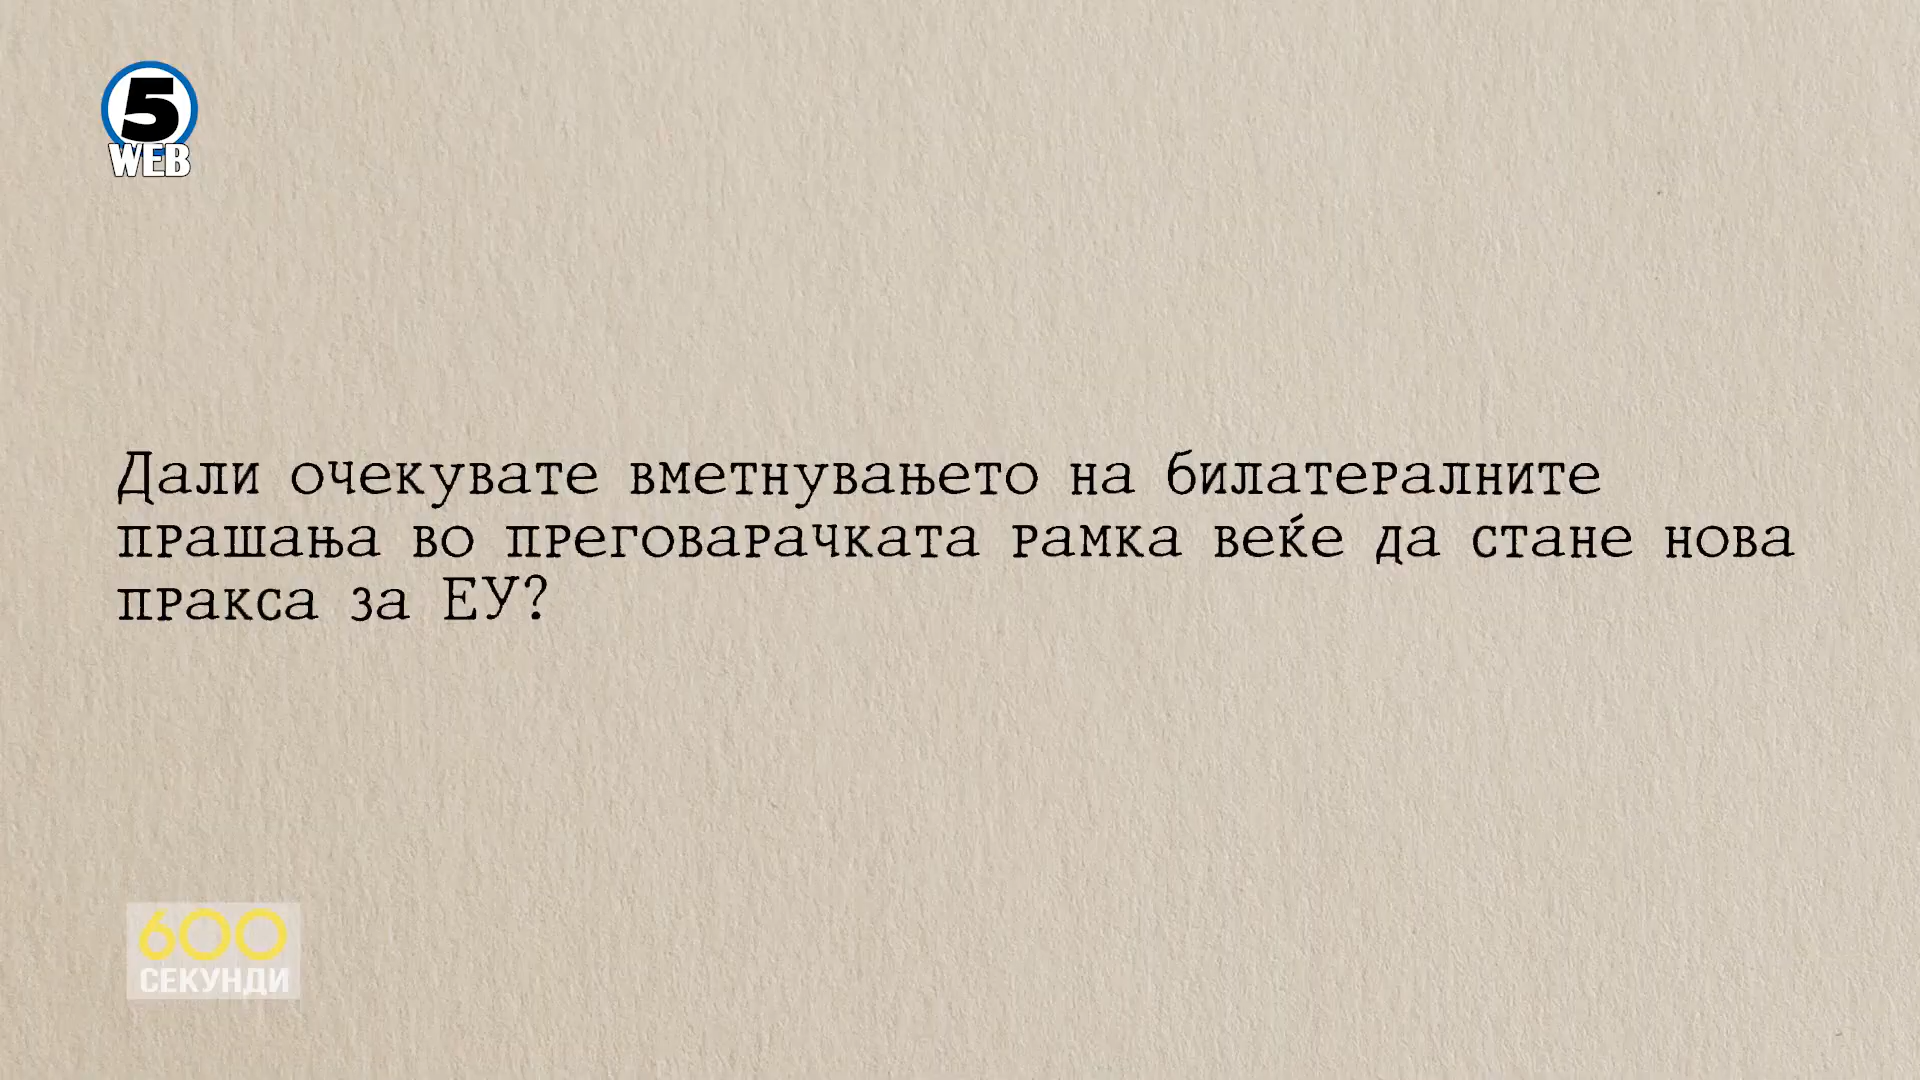 5
WEB
Дали очекувате вметнувањето на билатералните
прашања во преговарачката рамка веќе да стане нова
пракса за ЕУ?
600
СЕКУНДИ